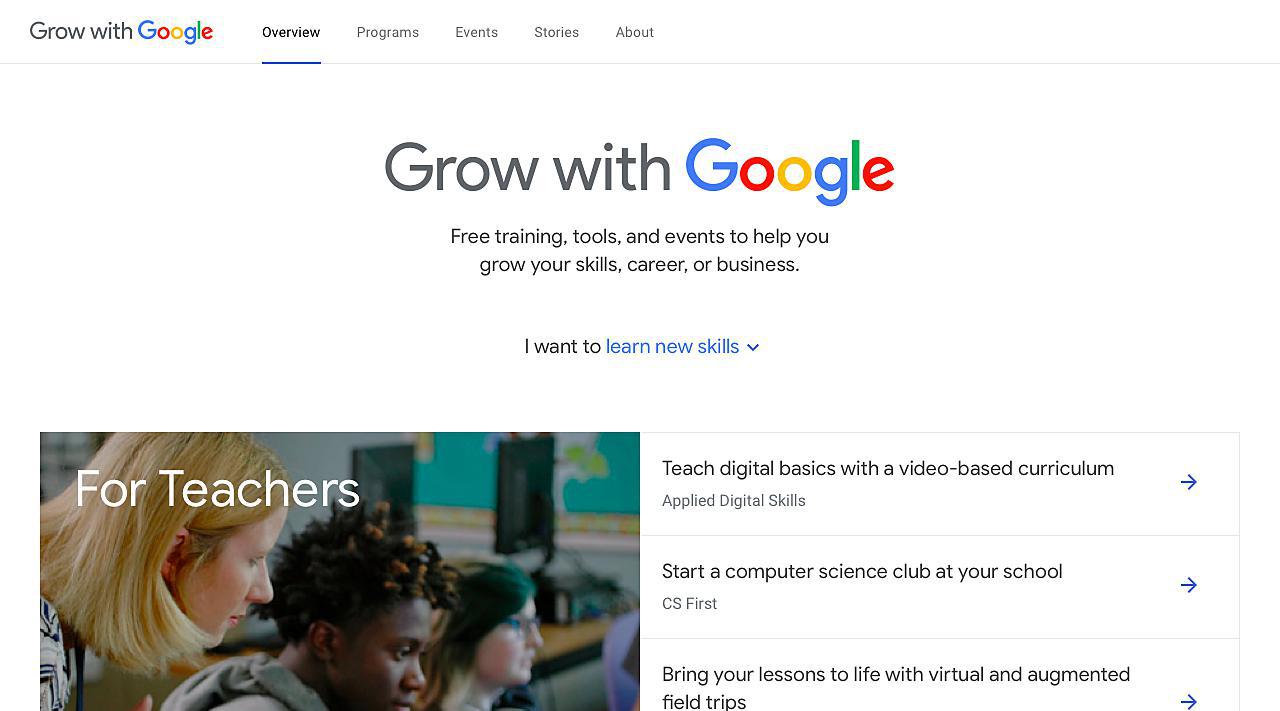 Grow with Google
Overview
Programs
Events
Stories
About
Grow with Google
Free training, tools, and events to help you
grow your skills, career, or business.
I want to learn new skills
For Teachers
Teach digital basics with a video-based curriculum
Applied Digital Skills
Start a computer science club at your school
CS First
Bring your lessons to life with virtual and augmented
field trips